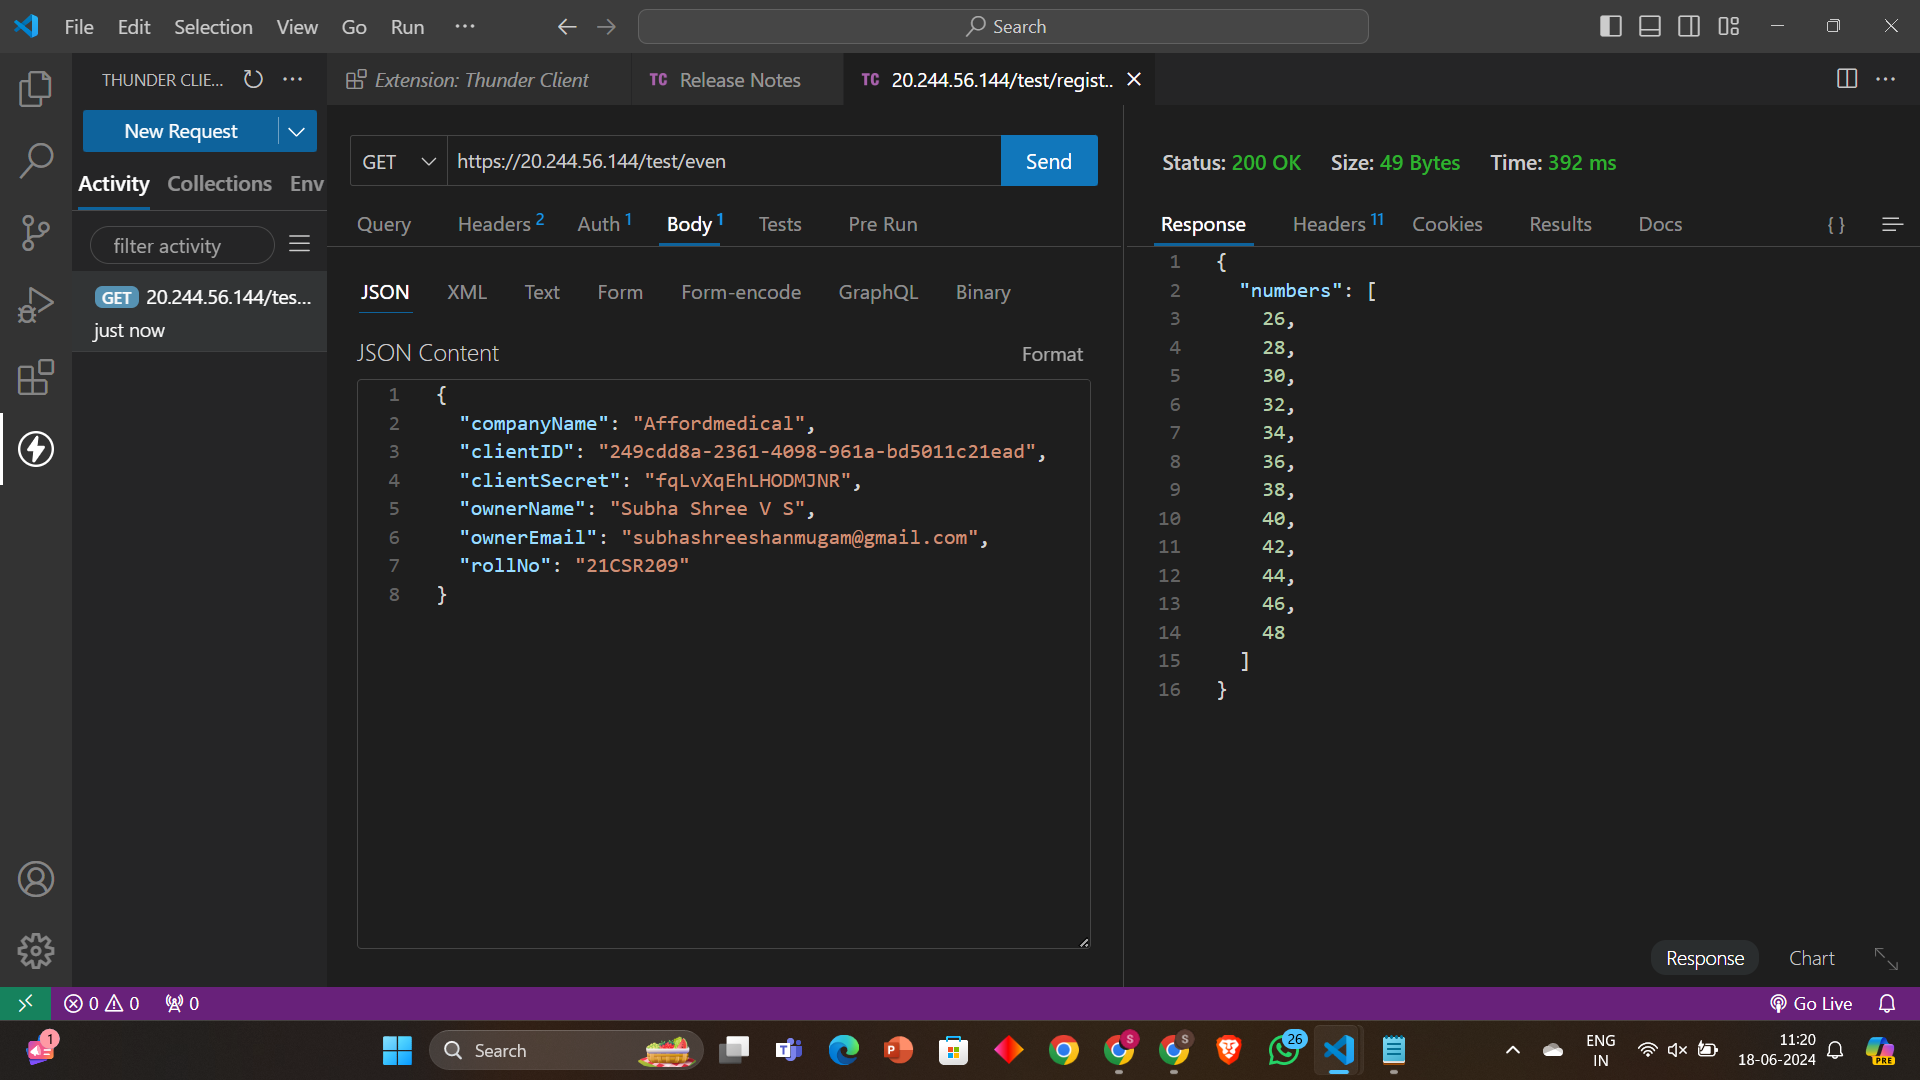 File Edit Selection View Go Run ··· Search
THUNDER CLIE... ···
Extension: Thunder Client
TC Release Notes
TC 20.244.56.144/test/regist..
New Request
Activity Collections Env
filter activity
GET 20.244.56.144/tes...
just now
GET https://20.244.56.144/test/even Send
Query Headers 2 Auth 1 Body 1 Tests Pre Run
JSON XML Text Form Form-encode GraphQL Binary
JSON Content Format
1 {
2 "companyName": "Affordmedical",
3 "clientID": "249cdd8a-2361-4098-961a-bd5011c21ead",
4 "clientSecret": "fqLvXqEhLHODMJNR",
5 "ownerName": "Subha Shree V S",
6 "ownerEmail": "subhashreeshanmugam@gmail.com",
7 "rollNo": "21CSR209"
8 }
Status: 200 OK Size: 49 Bytes Time: 392 ms
Response Headers 11 Cookies Results Docs { }
1 {
2 "numbers": [
3 26,
4 28,
5 30,
6 32,
7 34,
8 36,
9 38,
10 40,
11 42,
12 44,
13 46,
14 48
15 ]
16 }
Response Chart
0 0 0 Go Live
1 Search T P S S 26 ENG
IN
11:20
18-06-2024
PRE